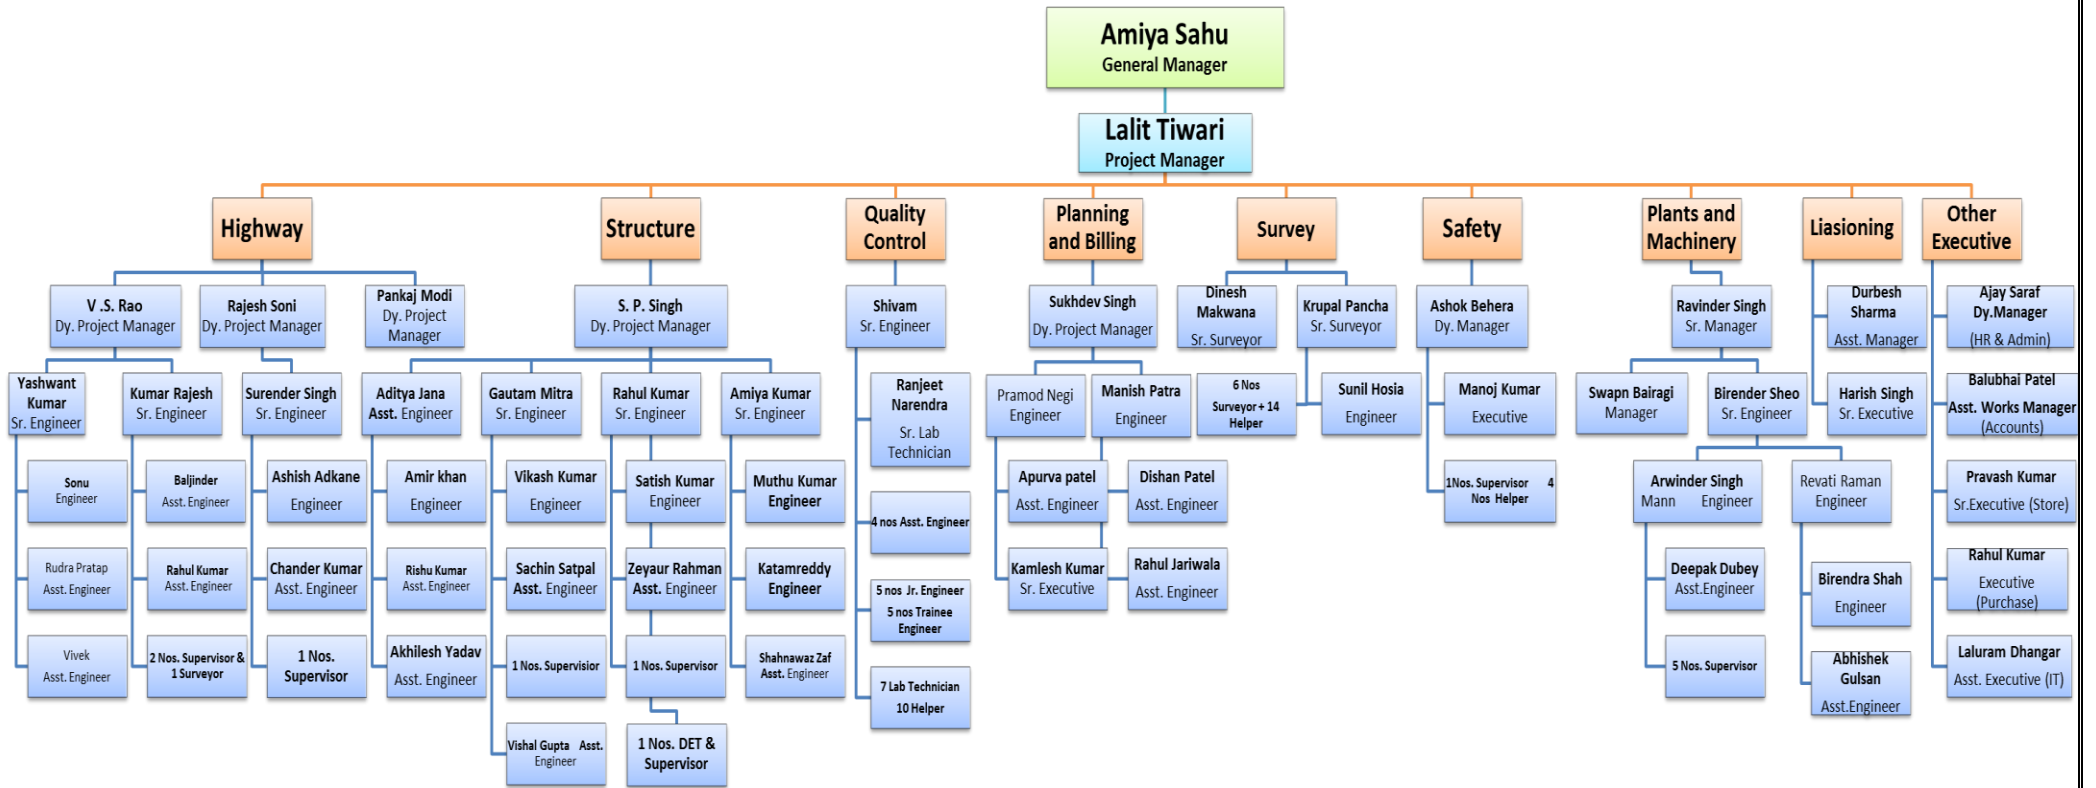 Amiya Sahu
General Manager
Lalit Tiwari
Project Manager
Highway
Structure
Quality
Control
Planning
and Billing
Survey
Safety
Plants and
Machinery
Liasioning
Other
Executive
V .S. Rao
Dy. Project Manager
Rajesh Soni
Dy. Project Manager
Pankaj Modi
Dy. Project
Manager
S. P. Singh
Dy. Project Manager
Shivam
Sr. Engineer
Sukhdev Singh
Dy. Project Manager
Dinesh
Makwana
Sr. Surveyor
Krupal Pancha
Sr. Surveyor
Ashok Behera
Dy. Manager
Ravinder Singh
Sr. Manager
Durbesh
Sharma
Asst. Manager
Ajay Saraf
Dy.Manager
(HR & Admin)
Yashwant
Kumar
Sr. Engineer
Kumar Rajesh
Sr. Engineer
Surender Singh
Sr. Engineer
Aditya Jana
Asst. Engineer
Gautam Mitra
Sr. Engineer
Rahul Kumar
Sr. Engineer
Amiya Kumar
Sr. Engineer
Ranjeet
Narendra
Sr. Lab
Technician
Pramod Negi
Engineer
Manish Patra
Engineer
6 Nos
Surveyor + 14
Helper
Sunil Hosia
Engineer
Manoj Kumar
Executive
Swapn Bairagi
Manager
Birender Sheo
Sr. Engineer
Harish Singh
Sr. Executive
Balubhai Patel
Asst. Works Manager
(Accounts)
Sonu
Engineer
Baljinder
Asst. Engineer
Ashish Adkane
Engineer
Amir khan
Engineer
Vikash Kumar
Engineer
Satish Kumar
Engineer
Muthu Kumar
Engineer
4 nos Asst. Engineer
Apurva patel
Asst. Engineer
Dishan Patel
Asst. Engineer
1Nos. Supervisor 4
Nos Helper
Arwinder Singh
Mann Engineer
Revati Raman
Engineer
Pravash Kumar
Sr.Executive (Store)
Rudra Pratap
Asst. Engineer
Rahul Kumar
Asst. Engineer
Chander Kumar
Asst. Engineer
Rishu Kumar
Asst. Engineer
Sachin Satpal
Asst. Engineer
Zeyaur Rahman
Asst. Engineer
Katamreddy
Engineer
5 nos Jr. Engineer
5 nos Trainee
Engineer
Kamlesh Kumar
Sr. Executive
Rahul Jariwala
Asst. Engineer
Deepak Dubey
Asst.Engineer
Birendra Shah
Engineer
Rahul Kumar
Executive
(Purchase)
Vivek
Asst. Engineer
2 Nos. Supervisor &
1 Surveyor
1 Nos.
Supervisor
Akhilesh Yadav
Asst. Engineer
1 Nos. Supervisior
1 Nos. Supervisor
Shahnawaz Zaf
Asst. Engineer
7 Lab Technician
10 Helper
5 Nos. Supervisor
Abhishek
Gulsan
Asst.Engineer
Laluram Dhangar
Asst. Executive (IT)
Vishal Gupta Asst.
Engineer
1 Nos. DET &
Supervisor